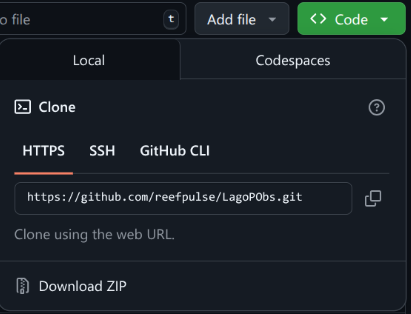 o file t Add file Code
Local Codespaces
Clone
HTTPS SSH GitHub CLI
https://github.com/reefpulse/LagoPObs.git
Clone using the web URL.
Download ZIP